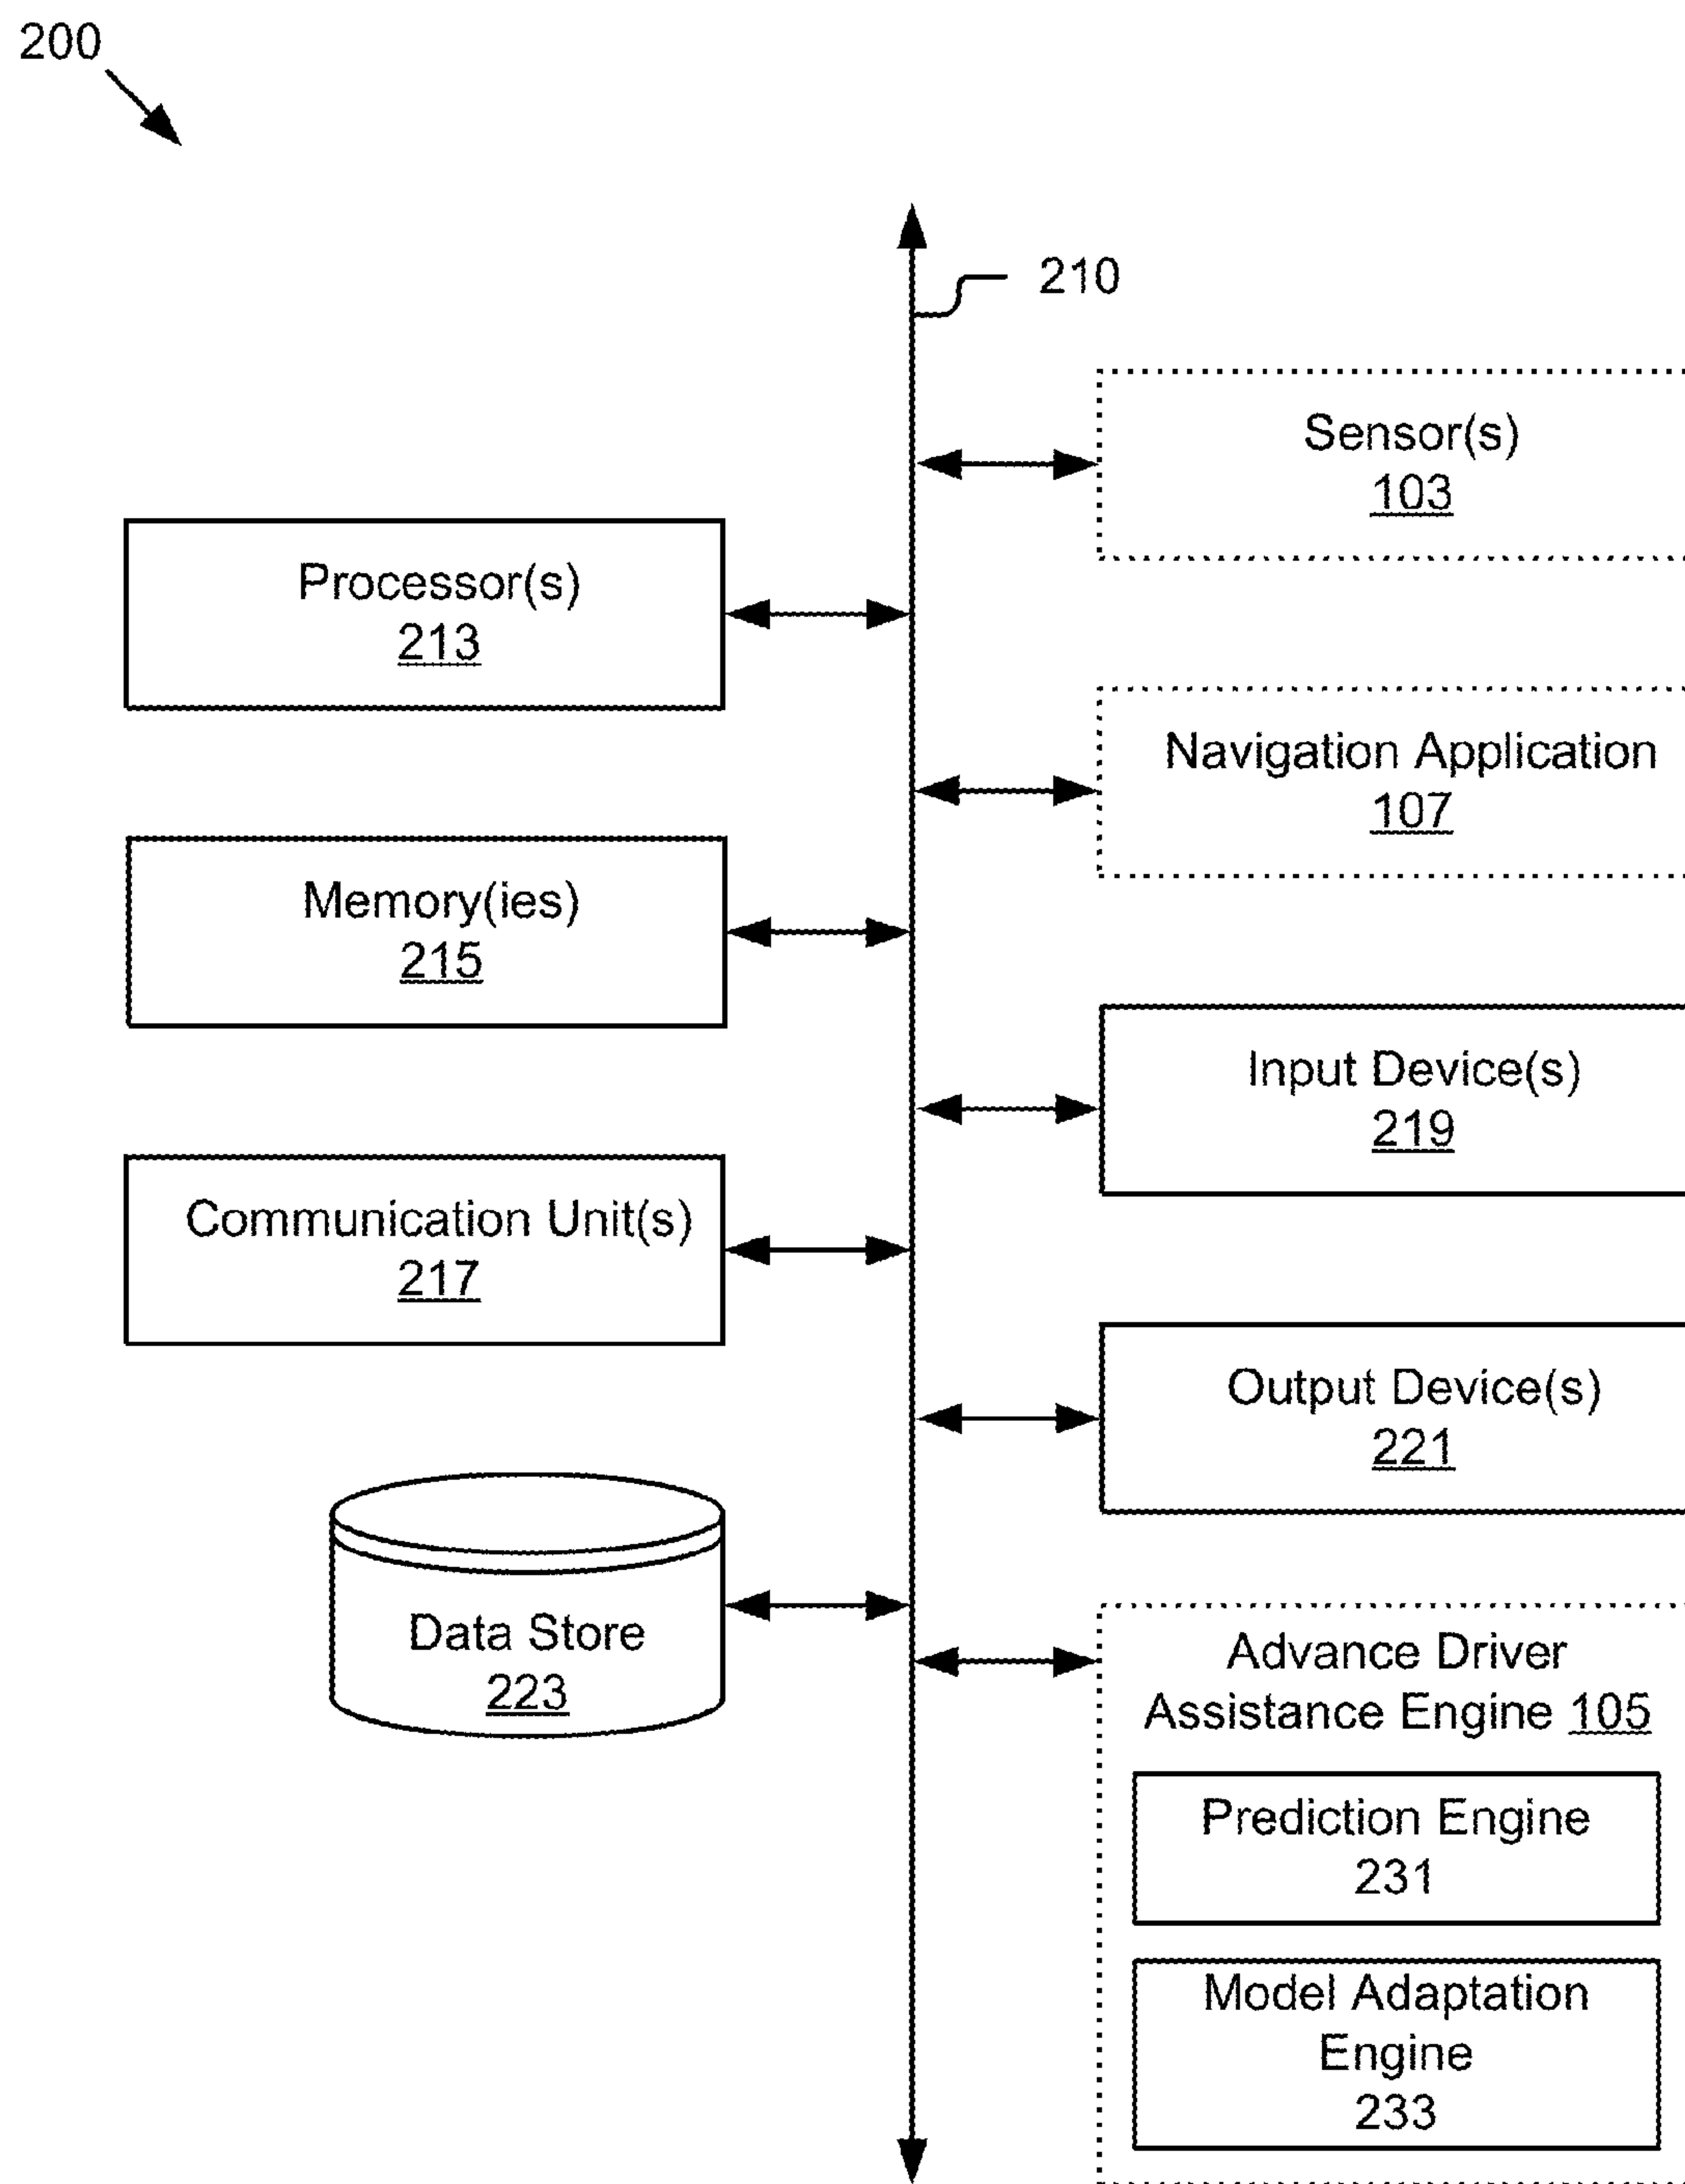 200
210
Sensor(s)
103
Processor(s)
213
Navigation Application
107
Memory(ies)
215
Input Device(s)
219
Communication Unit(s)
217
Output Device(s)
221
Data Store
223
Advance Driver
Assistance Engine 105
Prediction Engine
231
Model Adaptation
Engine
233